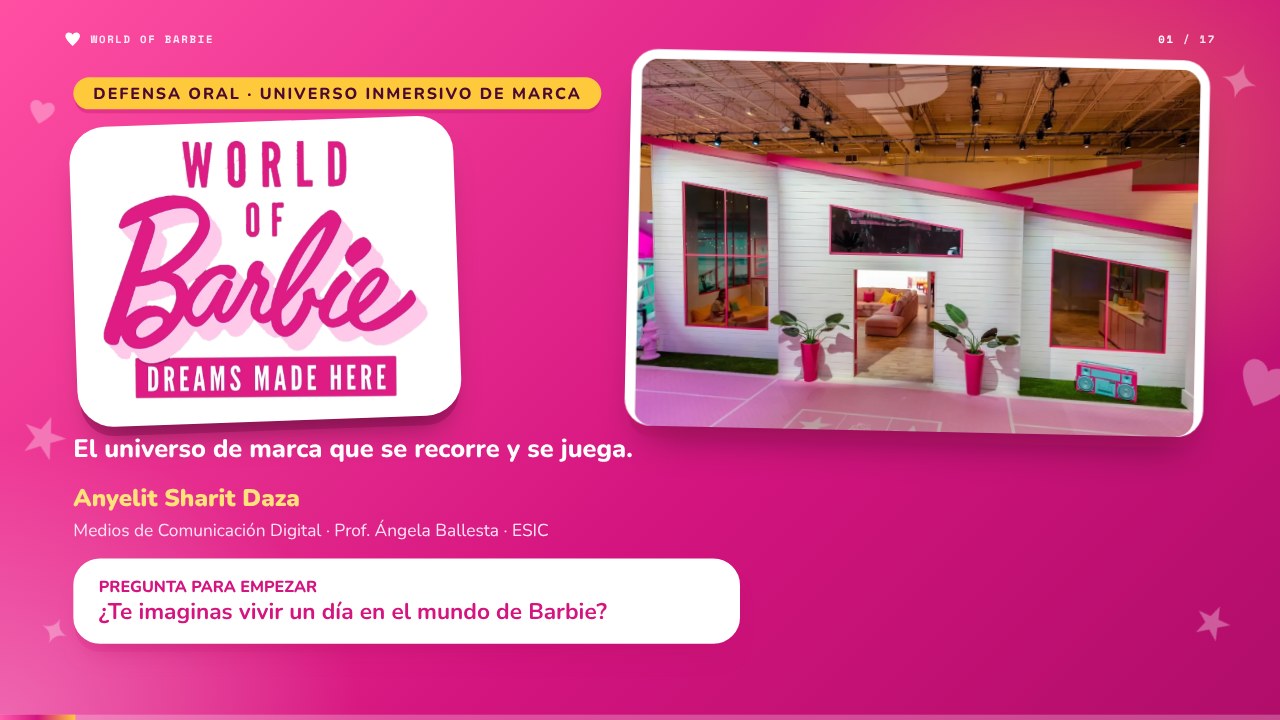 WORLD OF BARBIE
01 / 17
DEFENSA ORAL · UNIVERSO INMERSIVO DE MARCA
WORLD
OF
Barbie
DREAMS MADE HERE
El universo de marca que se recorre y se juega.
Anyelit Sharit Daza
Medios de Comunicación Digital · Prof. Ángela Ballesta · ESIC
PREGUNTA PARA EMPEZAR
¿Te imaginas vivir un día en el mundo de Barbie?